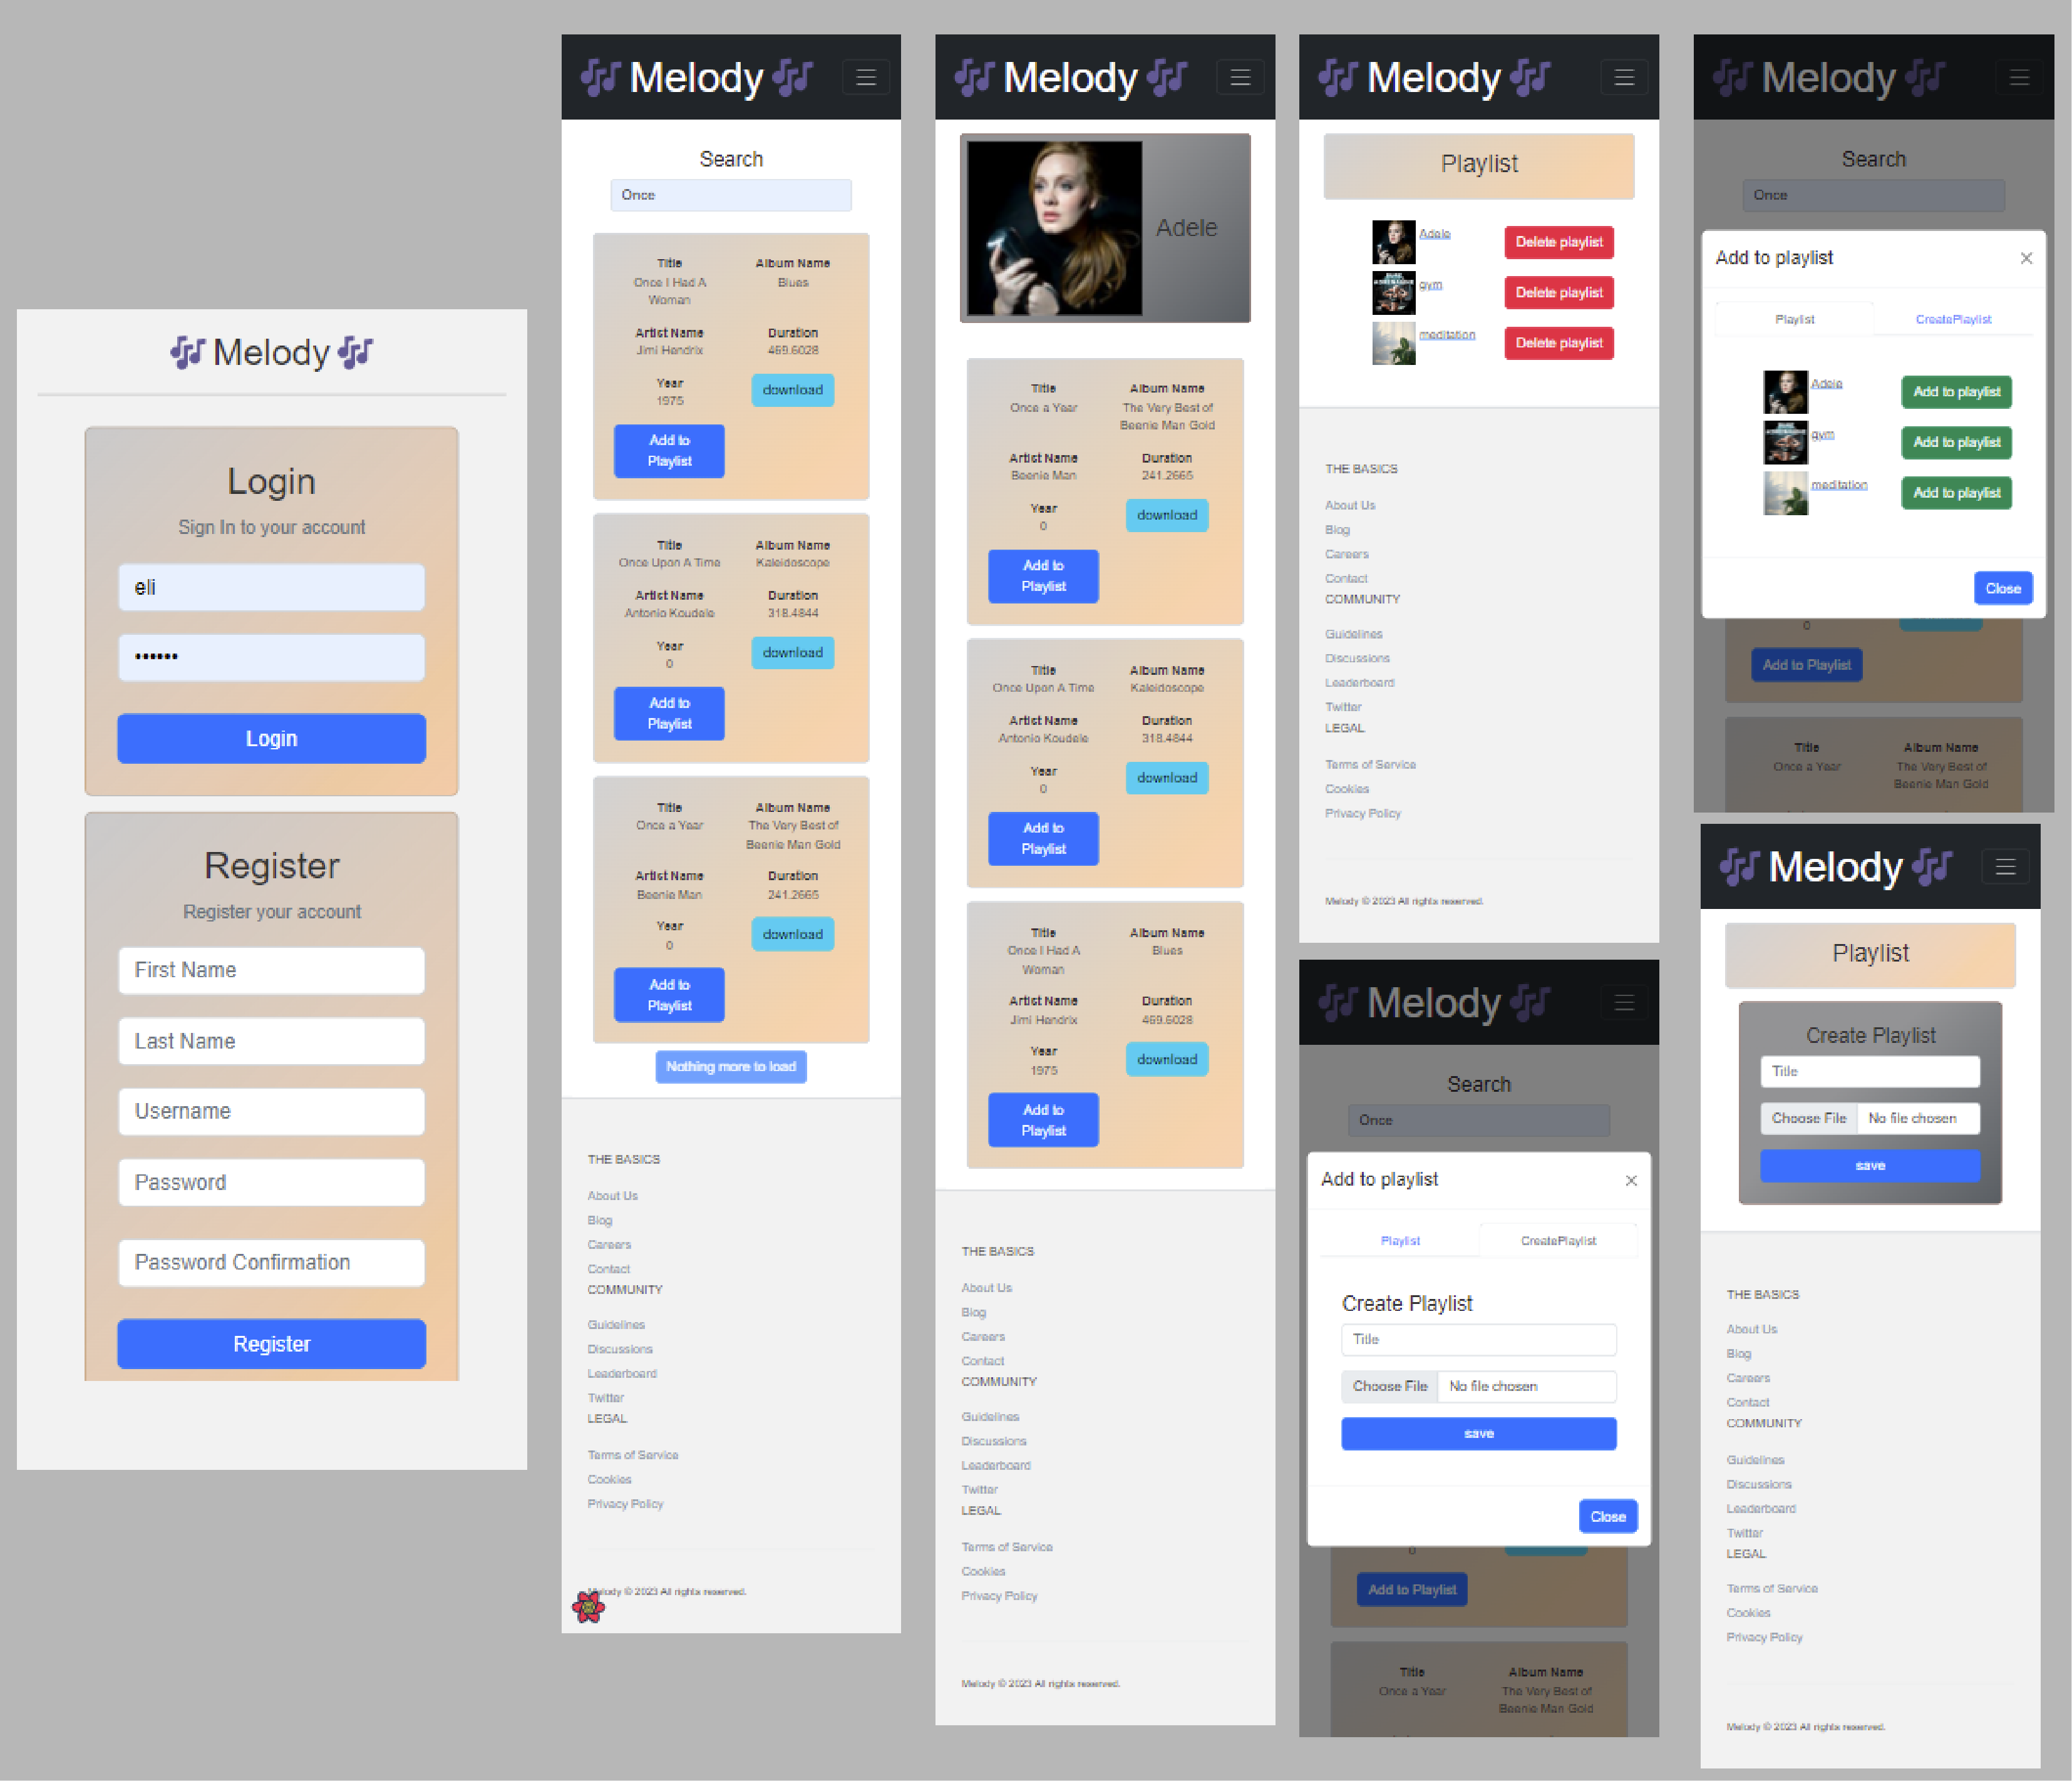 Melody
Login
Sign In to your account
eli
••••••
Login
Register
Register your account
First Name
Last Name
Username
Password
Password Confirmation
Register
Melody
Search
Once
Title
Album Name
Once I Had A
Woman
Blues
Artist Name
Duration
Jimi Hendrix
469.6028
Year
1975
download
Add to
Playlist
Title
Album Name
Once Upon A Time
Kaleidoscope
Artist Name
Duration
Antonio Koudele
318.4844
Year
0
download
Add to
Playlist
Title
Album Name
Once a Year
The Very Best of
Beenie Man Gold
Artist Name
Duration
Beenie Man
241.2665
Year
0
download
Add to
Playlist
Nothing more to load
THE BASICS
About Us
Blog
Careers
Contact
COMMUNITY
Guidelines
Discussions
Leaderboard
Twitter
LEGAL
Terms of Service
Cookies
Privacy Policy
Melody © 2023 All rights reserved.
Melody
Adele
Title
Album Name
Once a Year
The Very Best of
Beenie Man Gold
Artist Name
Duration
Beenie Man
241.2665
Year
0
download
Add to
Playlist
Title
Album Name
Once Upon A Time
Kaleidoscope
Artist Name
Duration
Antonio Koudele
318.4844
Year
0
download
Add to
Playlist
Title
Album Name
Once I Had A
Woman
Blues
Artist Name
Duration
Jimi Hendrix
469.6028
Year
1975
download
Add to
Playlist
THE BASICS
About Us
Blog
Careers
Contact
COMMUNITY
Guidelines
Discussions
Leaderboard
Twitter
LEGAL
Terms of Service
Cookies
Privacy Policy
Melody © 2023 All rights reserved.
Melody
Playlist
Adele
Delete playlist
gym
Delete playlist
meditation
Delete playlist
THE BASICS
About Us
Blog
Careers
Contact
COMMUNITY
Guidelines
Discussions
Leaderboard
Twitter
LEGAL
Terms of Service
Cookies
Privacy Policy
Melody © 2023 All rights reserved.
Melody
Search
Once
Add to playlist
×
Playlist
CreatePlaylist
Create Playlist
Title
Choose File
No file chosen
save
Close
0
Add to Playlist
Title
Album Name
Once a Year
The Very Best of
Beenie Man Gold
Melody
Search
Once
Add to playlist
×
Playlist
CreatePlaylist
Adele
Add to playlist
gym
Add to playlist
meditation
Add to playlist
Close
0
Add to Playlist
Title
Album Name
Once a Year
The Very Best of
Beenie Man Gold
Melody
Playlist
Create Playlist
Title
Choose File
No file chosen
save
THE BASICS
About Us
Blog
Careers
Contact
COMMUNITY
Guidelines
Discussions
Leaderboard
Twitter
LEGAL
Terms of Service
Cookies
Privacy Policy
Melody © 2023 All rights reserved.